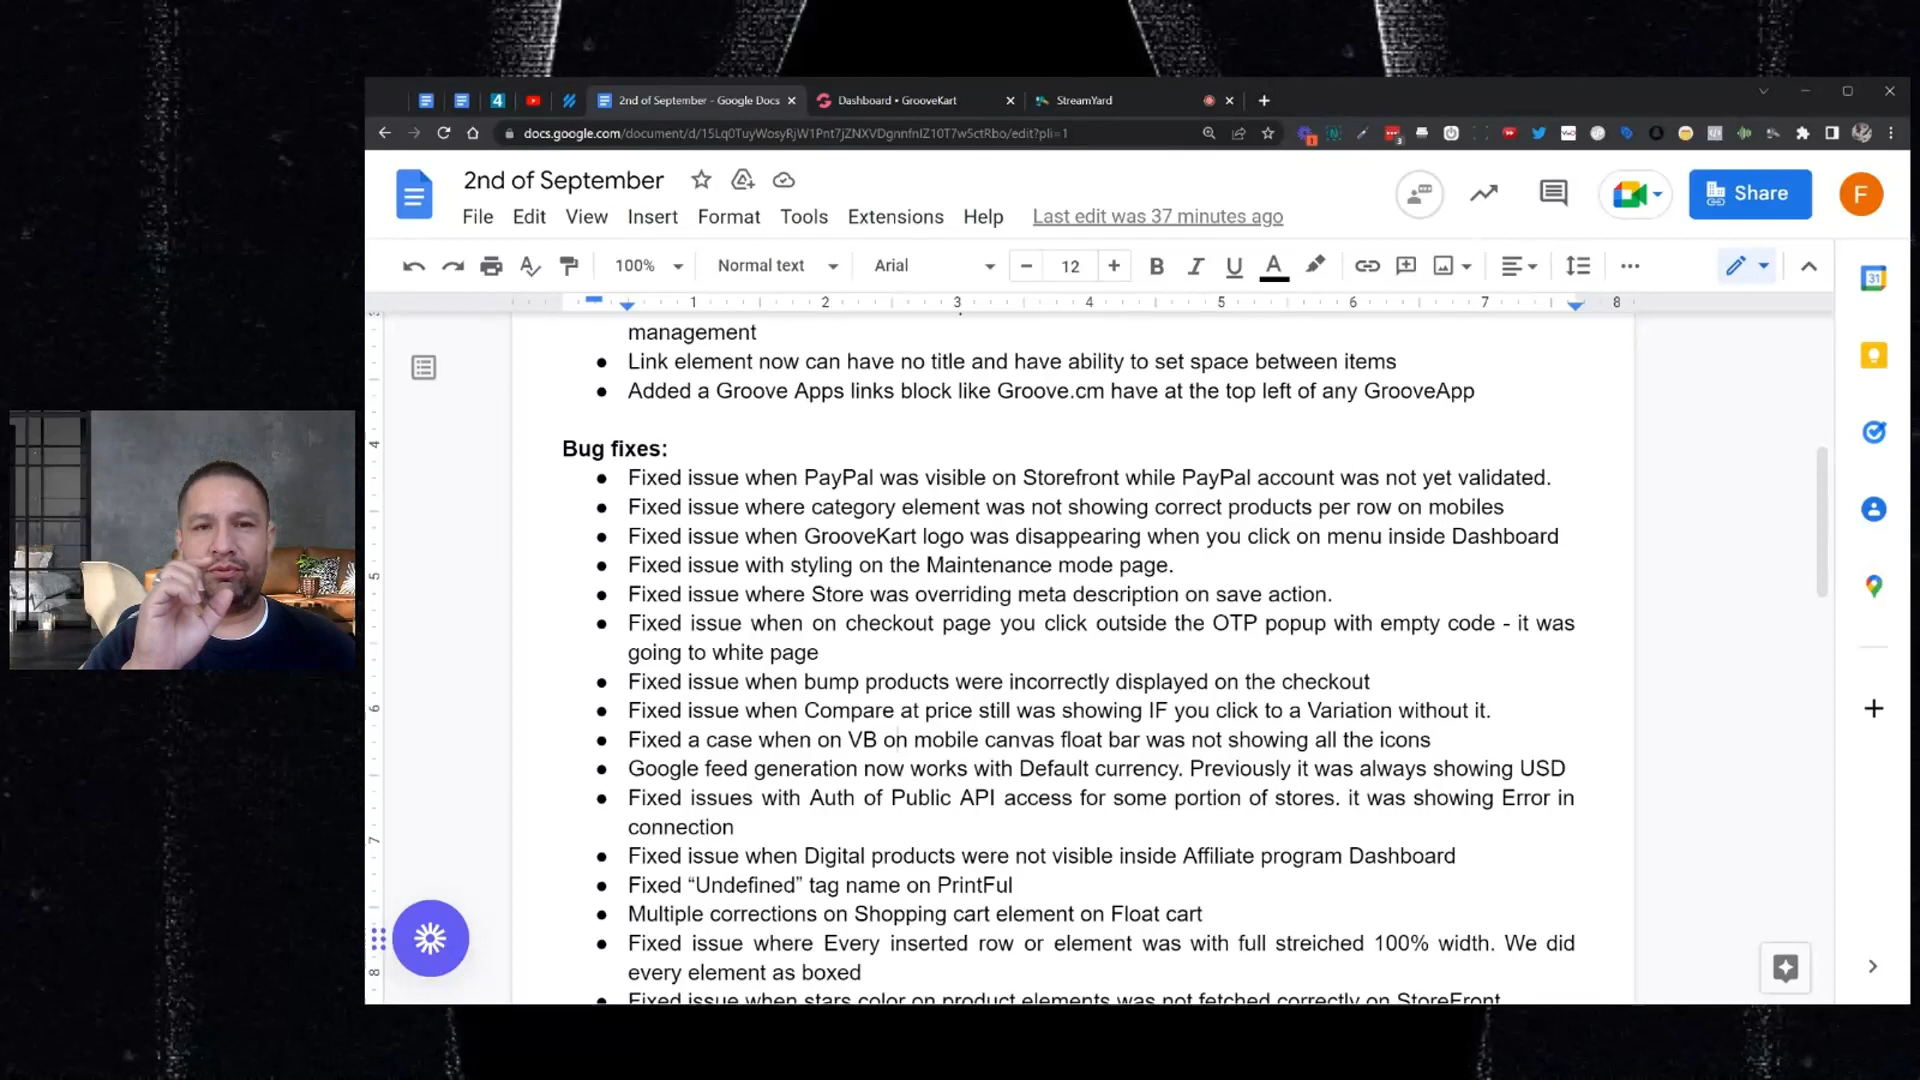 2nd of September - Google Docs
Dashboard • GrooveKart
StreamYard
docs.google.com/document/d/15Lq0TuyWosyRjW1Pnt7jZNXVDgnnfnIZ10T7w5ctRbo/edit?pli=1
2nd of September
File Edit View Insert Format Tools Extensions Help Last edit was 37 minutes ago
Share
F
100% Normal text Arial 12
1 2 3 4 5 6 7 8
management
● Link element now can have no title and have ability to set space between items
● Added a Groove Apps links block like Groove.cm have at the top left of any GrooveApp
Bug fixes:
● Fixed issue when PayPal was visible on Storefront while PayPal account was not yet validated.
● Fixed issue where category element was not showing correct products per row on mobiles
● Fixed issue when GrooveKart logo was disappearing when you click on menu inside Dashboard
● Fixed issue with styling on the Maintenance mode page.
● Fixed issue where Store was overriding meta description on save action.
● Fixed issue when on checkout page you click outside the OTP popup with empty code - it was
going to white page
● Fixed issue when bump products were incorrectly displayed on the checkout
● Fixed issue when Compare at price still was showing IF you click to a Variation without it.
● Fixed a case when on VB on mobile canvas float bar was not showing all the icons
● Google feed generation now works with Default currency. Previously it was always showing USD
● Fixed issues with Auth of Public API access for some portion of stores. it was showing Error in
connection
● Fixed issue when Digital products were not visible inside Affiliate program Dashboard
● Fixed “Undefined” tag name on PrintFul
● Multiple corrections on Shopping cart element on Float cart
● Fixed issue where Every inserted row or element was with full streiched 100% width. We did
every element as boxed
● Fixed issue when stars color on product elements was not fetched correctly on StoreFront